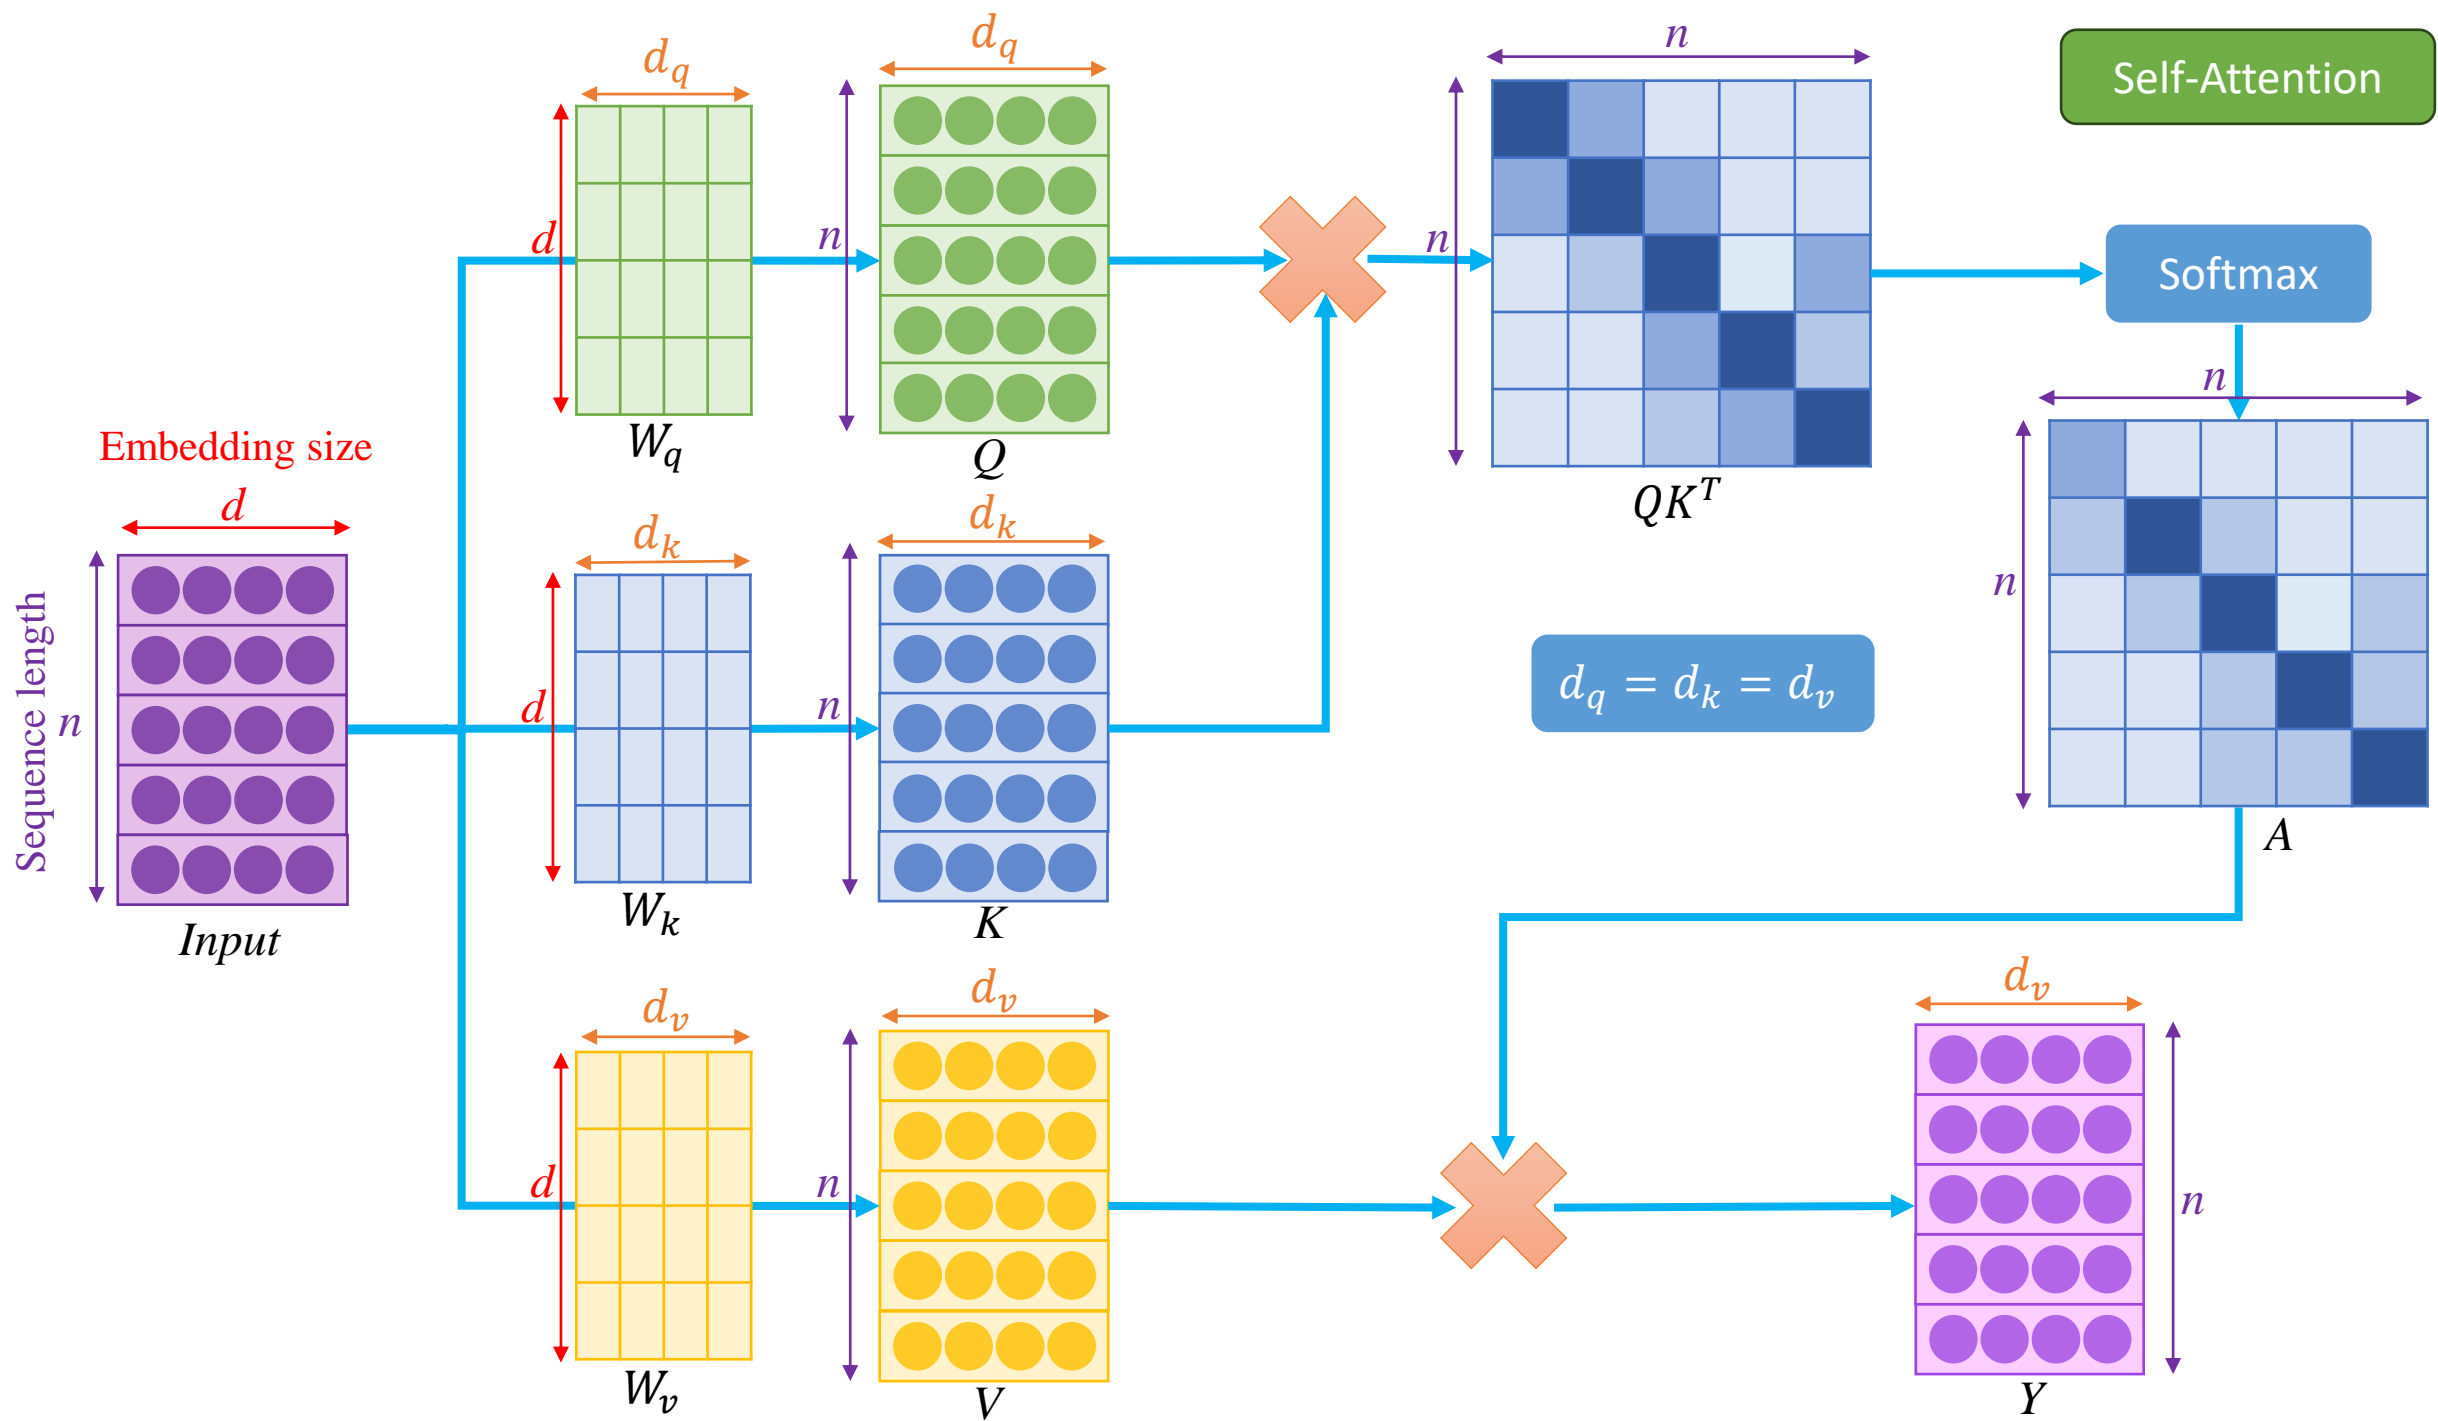 Self-Attention
Embedding size
d
Sequence length
n
Input
d_q
d
W_q
d_q
n
Q
d_k
d
W_k
d_k
n
K
d_v
d
W_v
d_v
n
V
n
n
QK^T
Softmax
d_q = d_k = d_v
n
n
A
d_v
n
Y